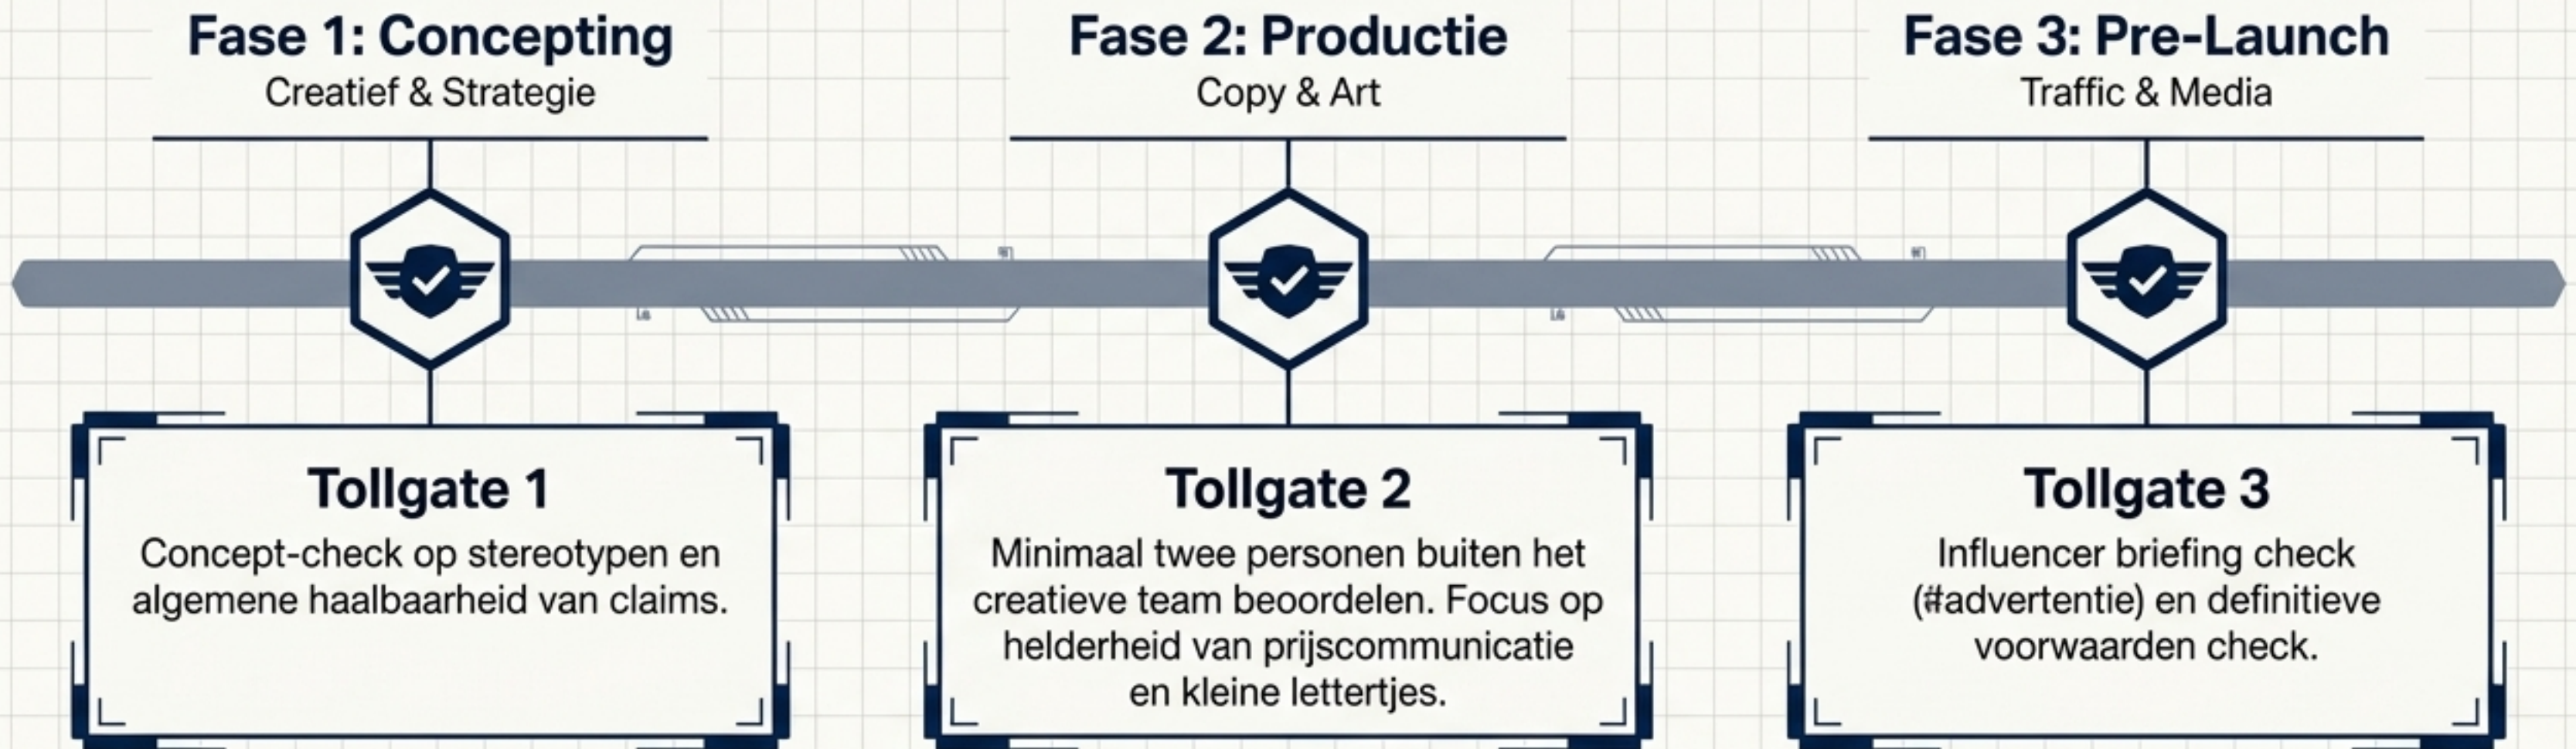 Fase 1: Concepting
Creatief & Strategie
Fase 2: Productie
Copy & Art
Fase 3: Pre-Launch
Traffic & Media
Tollgate 1
Concept-check op stereotypen en
algemene haalbaarheid van claims.
Tollgate 2
Minimaal twee personen buiten het
creatieve team beoordelen. Focus op
helderheid van prijscommunicatie
en kleine lettertjes.
Tollgate 3
Influencer briefing check
(#advertentie) en definitieve
voorwaarden check.